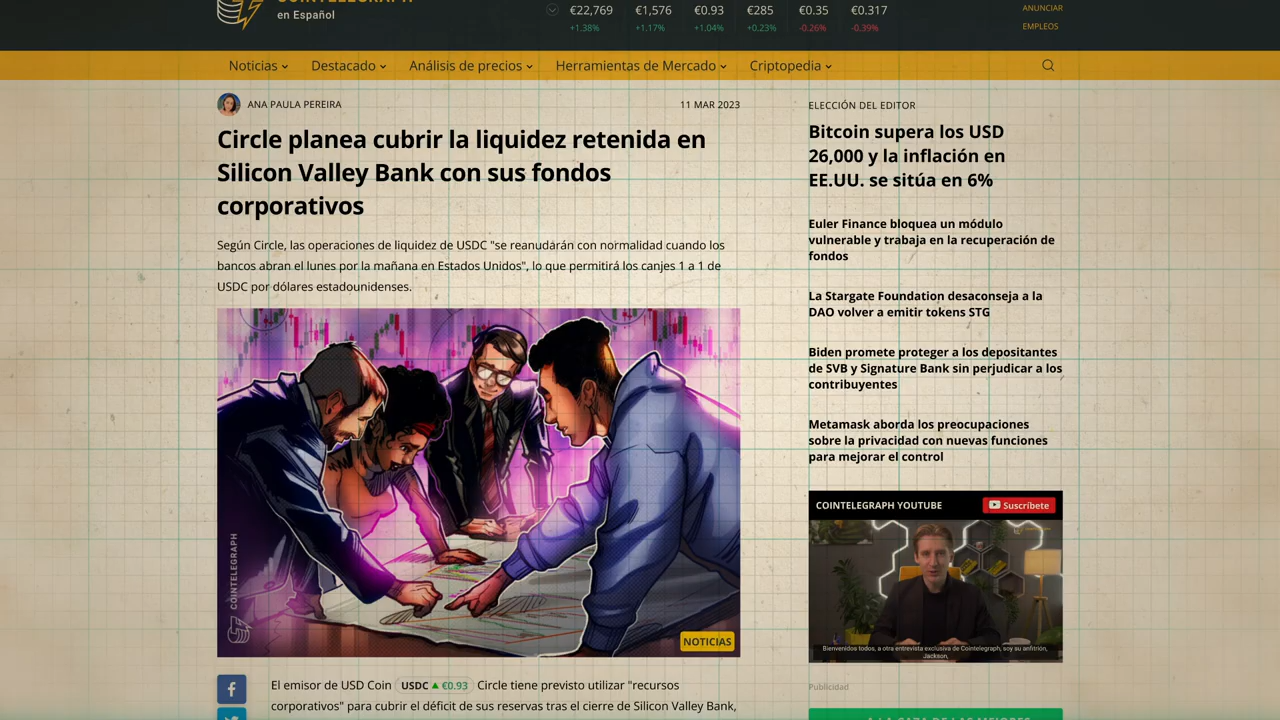 COINTELEGRAPH
en Español
€22,769
€1,576
€0.93
€285
€0.35
€0.317
+1.38%
+1.17%
+1.04%
+0.23%
-0.26%
-0.39%
ANUNCIAR
EMPLEOS
Noticias
Destacado
Análisis de precios
Herramientas de Mercado
Criptopedia
ANA PAULA PEREIRA
11 MAR 2023
Circle planea cubrir la liquidez retenida en
Silicon Valley Bank con sus fondos
corporativos
Según Circle, las operaciones de liquidez de USDC "se reanudarán con normalidad cuando los
bancos abran el lunes por la mañana en Estados Unidos", lo que permitirá los canjes 1 a 1 de
USDC por dólares estadounidenses.
COINTELEGRAPH
NOTICIAS
El emisor de USD Coin USDC ▲ €0.93 Circle tiene previsto utilizar "recursos
corporativos" para cubrir el déficit de sus reservas tras el cierre de Silicon Valley Bank,
ELECCIÓN DEL EDITOR
Bitcoin supera los USD
26,000 y la inflación en
EE.UU. se sitúa en 6%
Euler Finance bloquea un módulo
vulnerable y trabaja en la recuperación de
fondos
La Stargate Foundation desaconseja a la
DAO volver a emitir tokens STG
Biden promete proteger a los depositantes
de SVB y Signature Bank sin perjudicar a los
contribuyentes
Metamask aborda los preocupaciones
sobre la privacidad con nuevas funciones
para mejorar el control
COINTELEGRAPH YOUTUBE
Suscríbete
Bienvenidos todos, a otra entrevista exclusiva de Cointelegraph, soy su anfitrión,
Jackson,
Publicidad
A LA CAZA DE LAS MEJORES